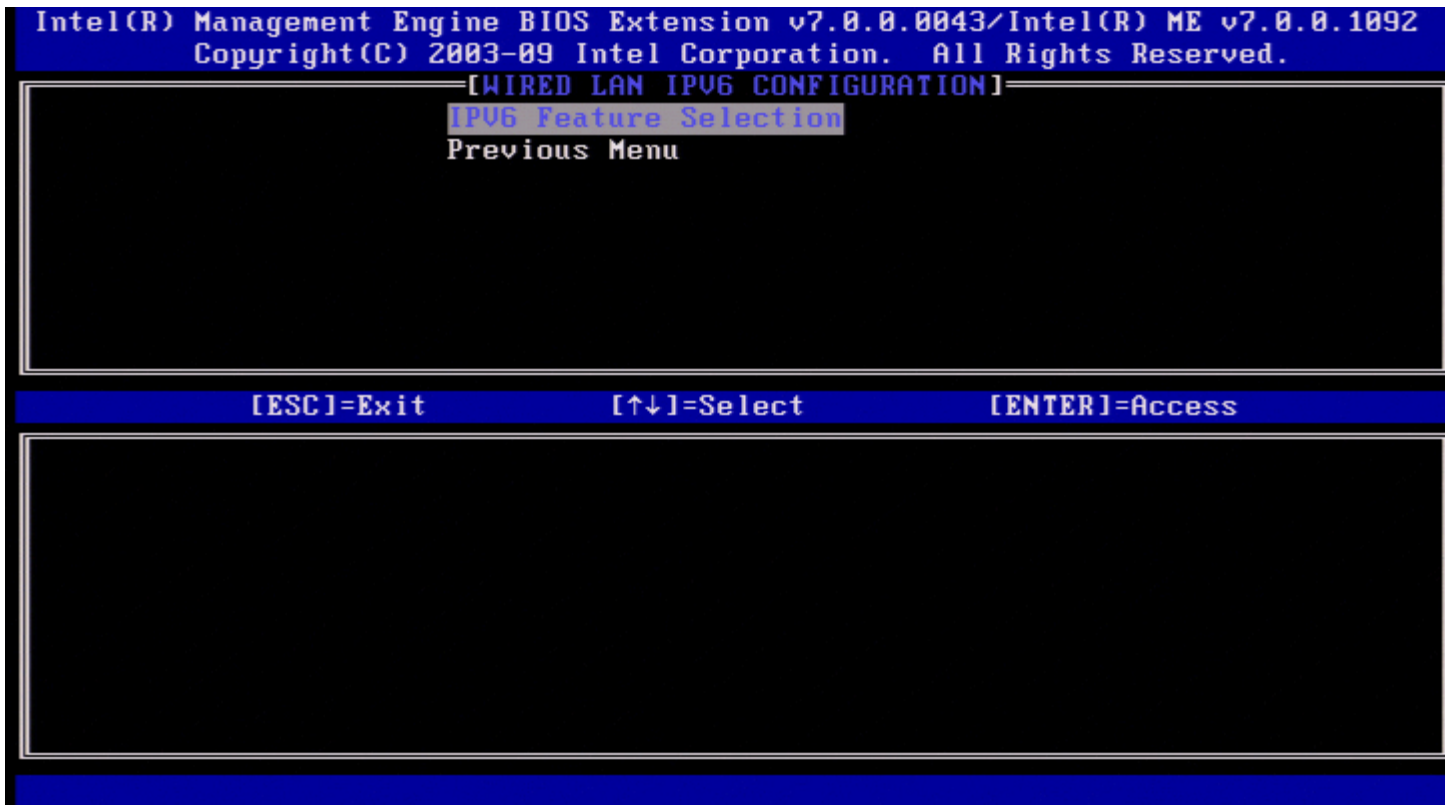 Intel(R) Management Engine BIOS Extension v7.0.0.0043/Intel(R) ME v7.0.0.1092
Copyright(C) 2003-09 Intel Corporation. All Rights Reserved.
[WIRED LAN IPV6 CONFIGURATION]
IPV6 Feature Selection
Previous Menu
[ESC]=Exit [↑↓]=Select [ENTER]=Access